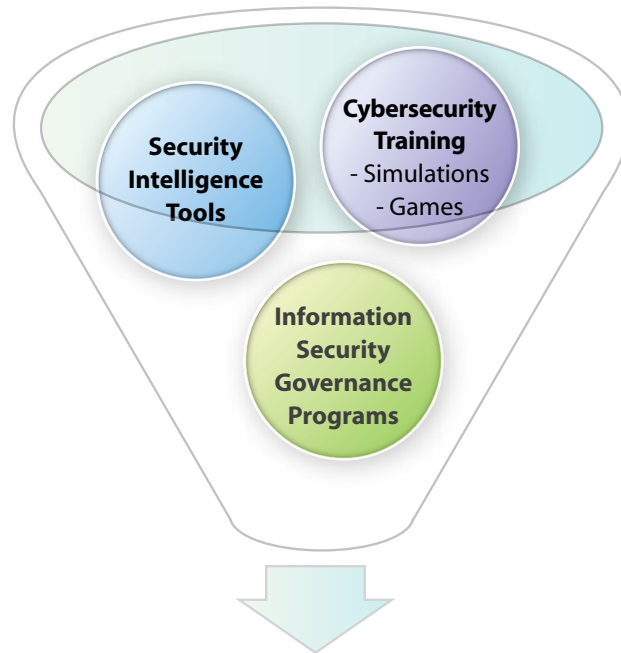 Security
Intelligence
Tools
Cybersecurity
Training
- Simulations
- Games
Information
Security
Governance
Programs